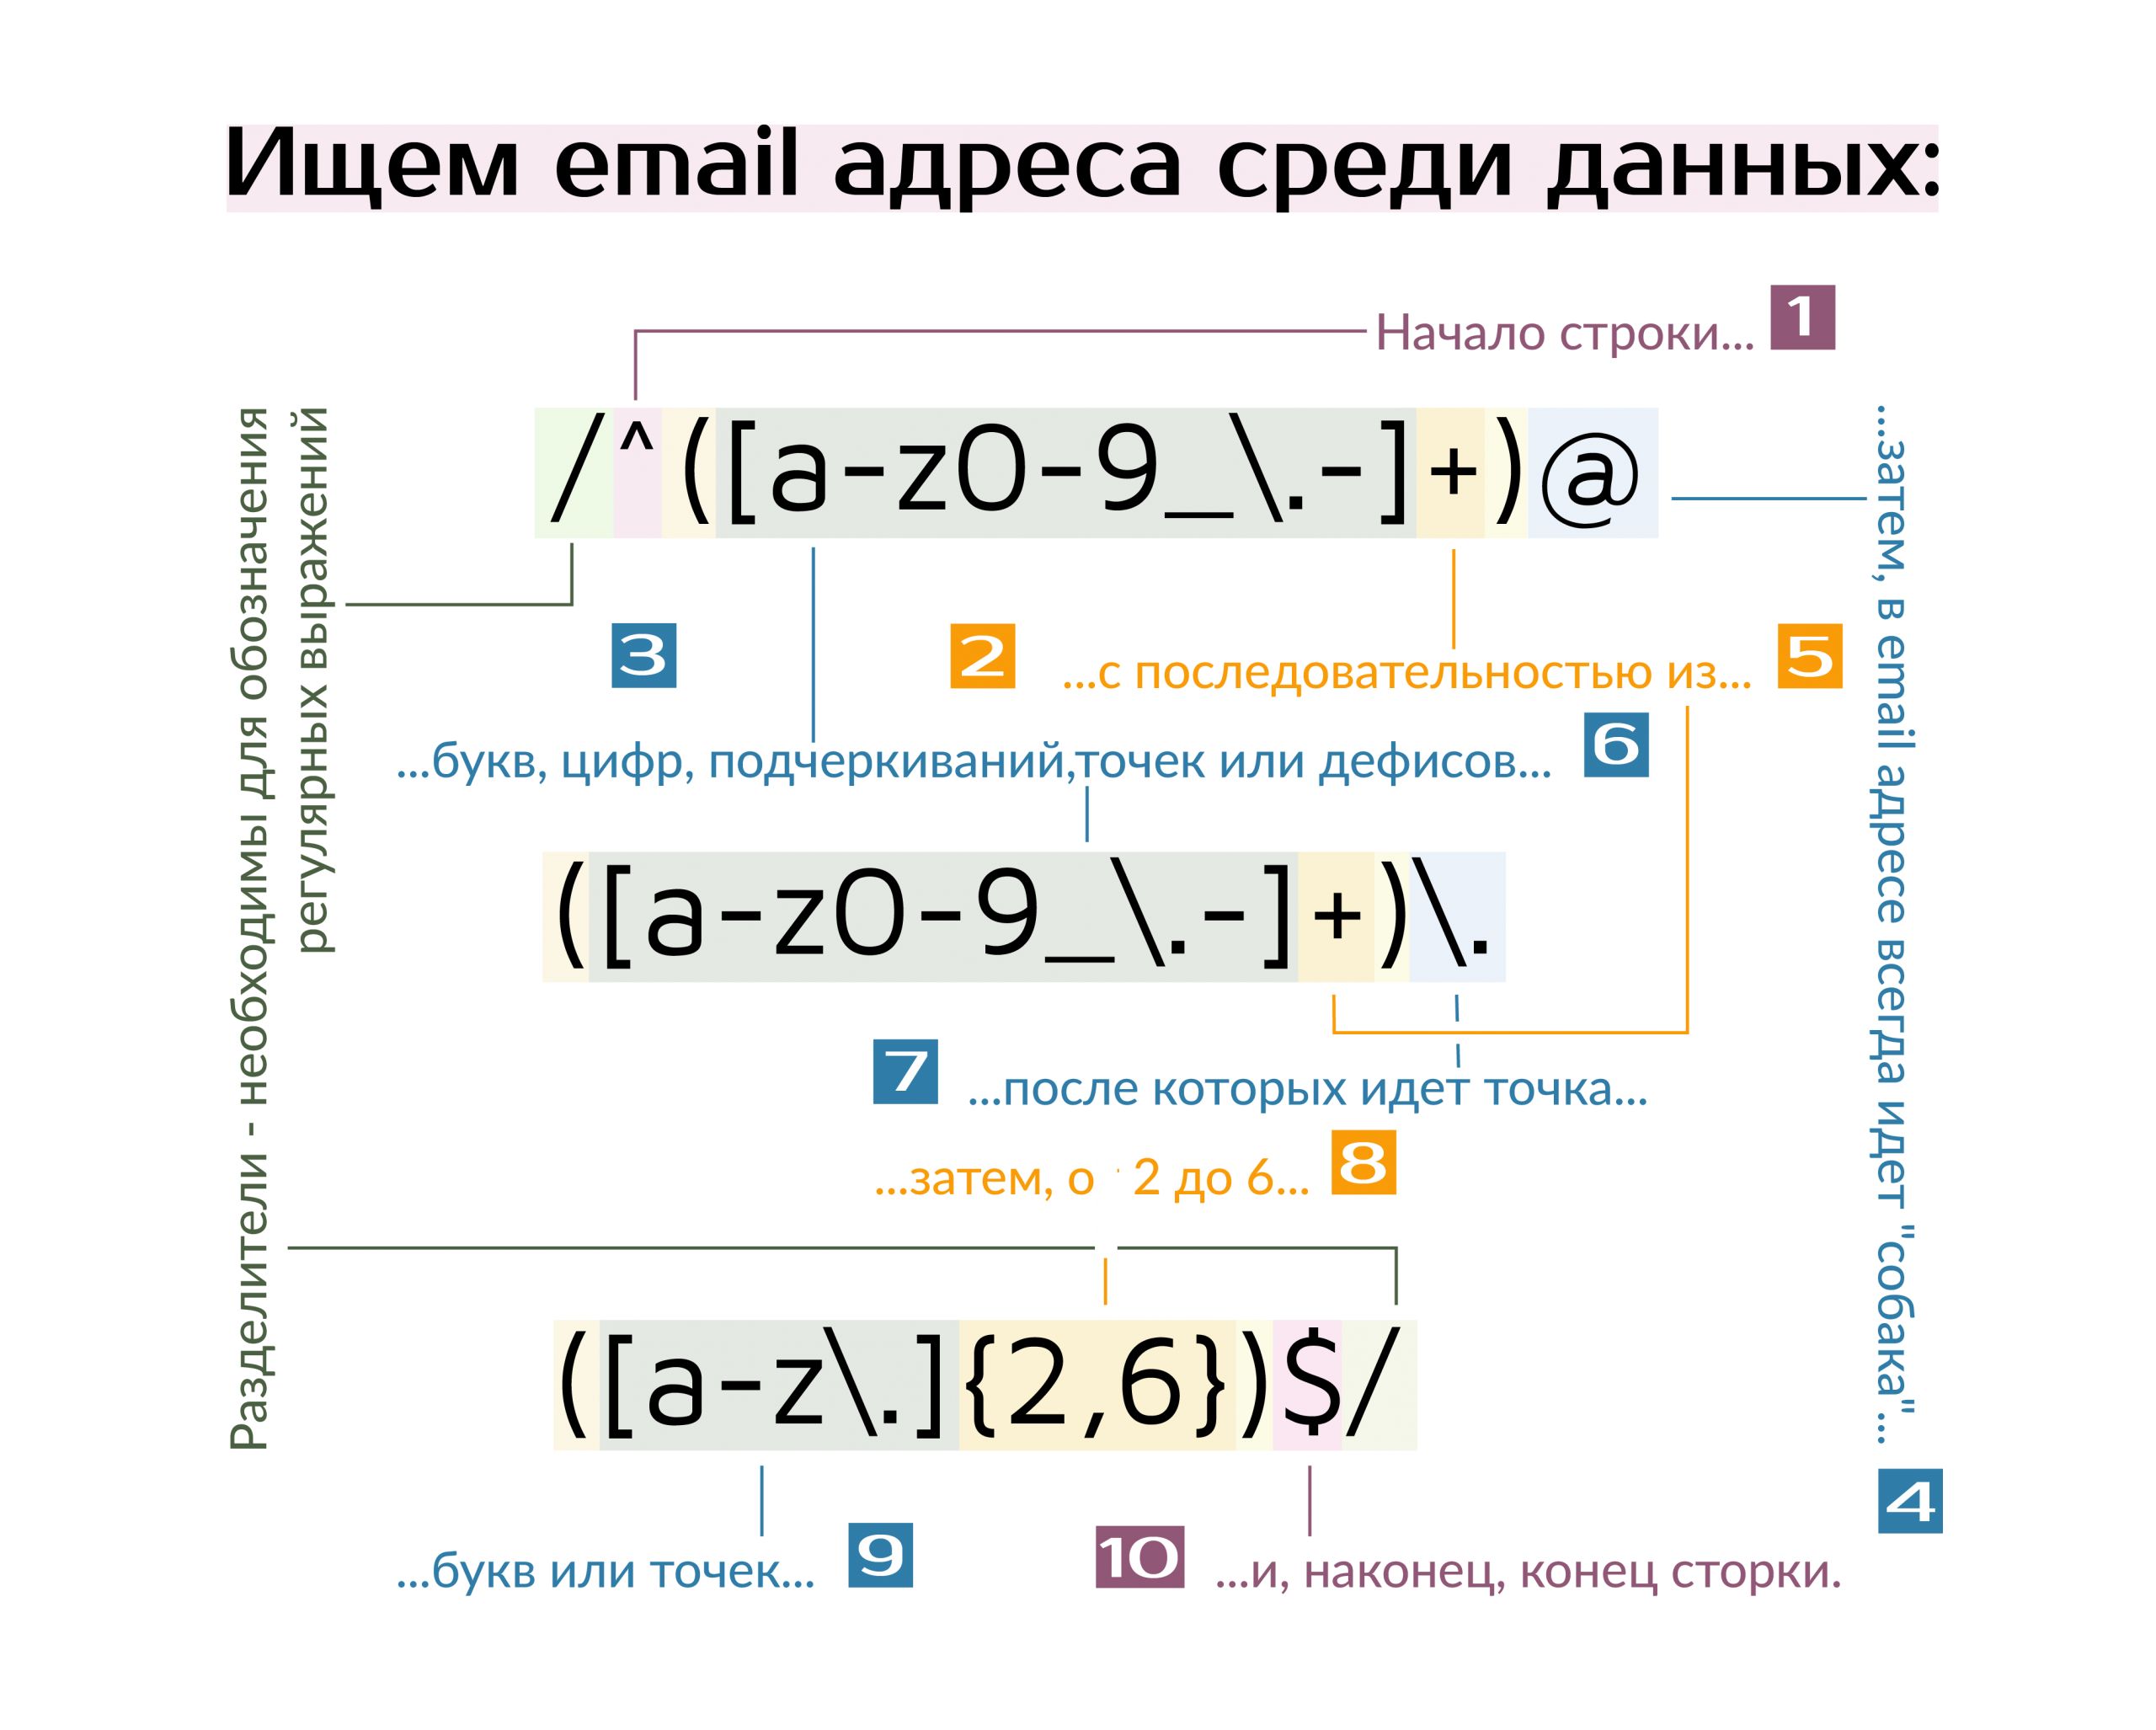 Ищем email адреса среди данных:
Начало строки... 1
Разделители - необходимы для обозначения
регулярных выражений
/^([a-z0-9_\.-]+)@
...затем, в email адресе всегда идет "собака"... 4
3
2 ...с последовательностью из... 5
...букв, цифр, подчеркиваний,точек или дефисов... 6
([a-z0-9_\.-]+)\.
7 ...после которых идет точка...
...затем, о 2 до 6... 8
([a-z\.]{2,6})$/
...букв или точек... 9
10 ...и, наконец, конец сторки.